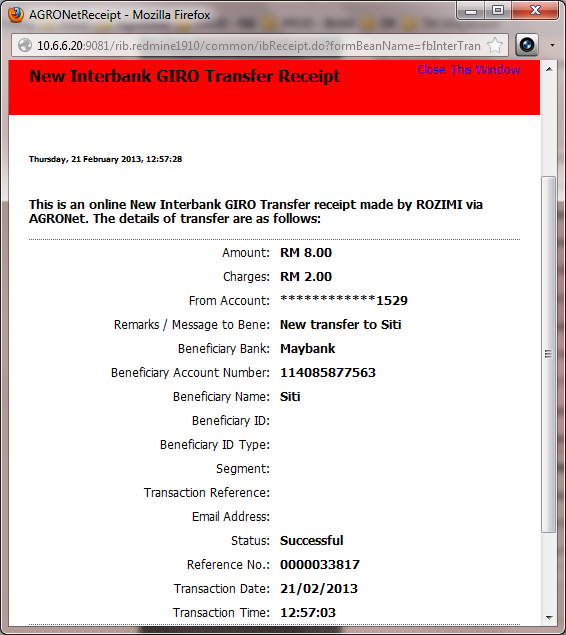 AGRONetReceipt - Mozilla Firefox
10.6.6.20:9081/rib.redmine1910/common/ibReceipt.do?formBeanName=fbInterTran
Close This Window
New Interbank GIRO Transfer Receipt
Thursday, 21 February 2013, 12:57:28
This is an online New Interbank GIRO Transfer receipt made by ROZIMI via
AGRONet. The details of transfer are as follows:
Amount: RM 8.00
Charges: RM 2.00
From Account: ************1529
Remarks / Message to Bene: New transfer to Siti
Beneficiary Bank: Maybank
Beneficiary Account Number: 114085877563
Beneficiary Name: Siti
Beneficiary ID:
Beneficiary ID Type:
Segment:
Transaction Reference:
Email Address:
Status: Successful
Reference No.: 0000033817
Transaction Date: 21/02/2013
Transaction Time: 12:57:03